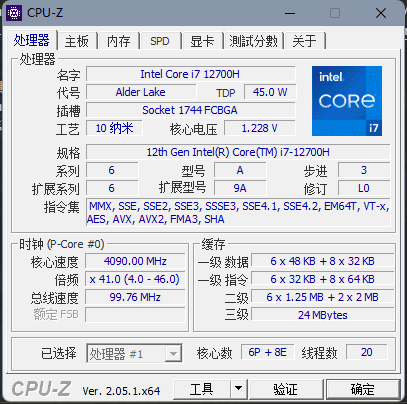 CPU-Z
处理器 主板 内存 SPD 显卡 測試分數 关于
处理器
名字 Intel Core i7 12700H
代号 Alder Lake TDP 45.0 W
插槽 Socket 1744 FCBGA
工艺 10 纳米 核心电压 1.228 V
intel
CORE
i7
规格 12th Gen Intel(R) Core(TM) i7-12700H
系列 6 型号 A 步进 3
扩展系列 6 扩展型号 9A 修订 L0
指令集 MMX, SSE, SSE2, SSE3, SSSE3, SSE4.1, SSE4.2, EM64T, VT-x,
AES, AVX, AVX2, FMA3, SHA
时钟 (P-Core #0)
核心速度 4090.00 MHz
倍频 x 41.0 (4.0 - 46.0)
总线速度 99.76 MHz
额定 FSB
缓存
一级 数据 6 x 48 KB + 8 x 32 KB
一级 指令 6 x 32 KB + 8 x 64 KB
二级 6 x 1.25 MB + 2 x 2 MB
三级 24 MBytes
已选择 处理器 #1 核心数 6P + 8E 线程数 20
CPU-Z Ver. 2.05.1.x64 工具 验证 确定